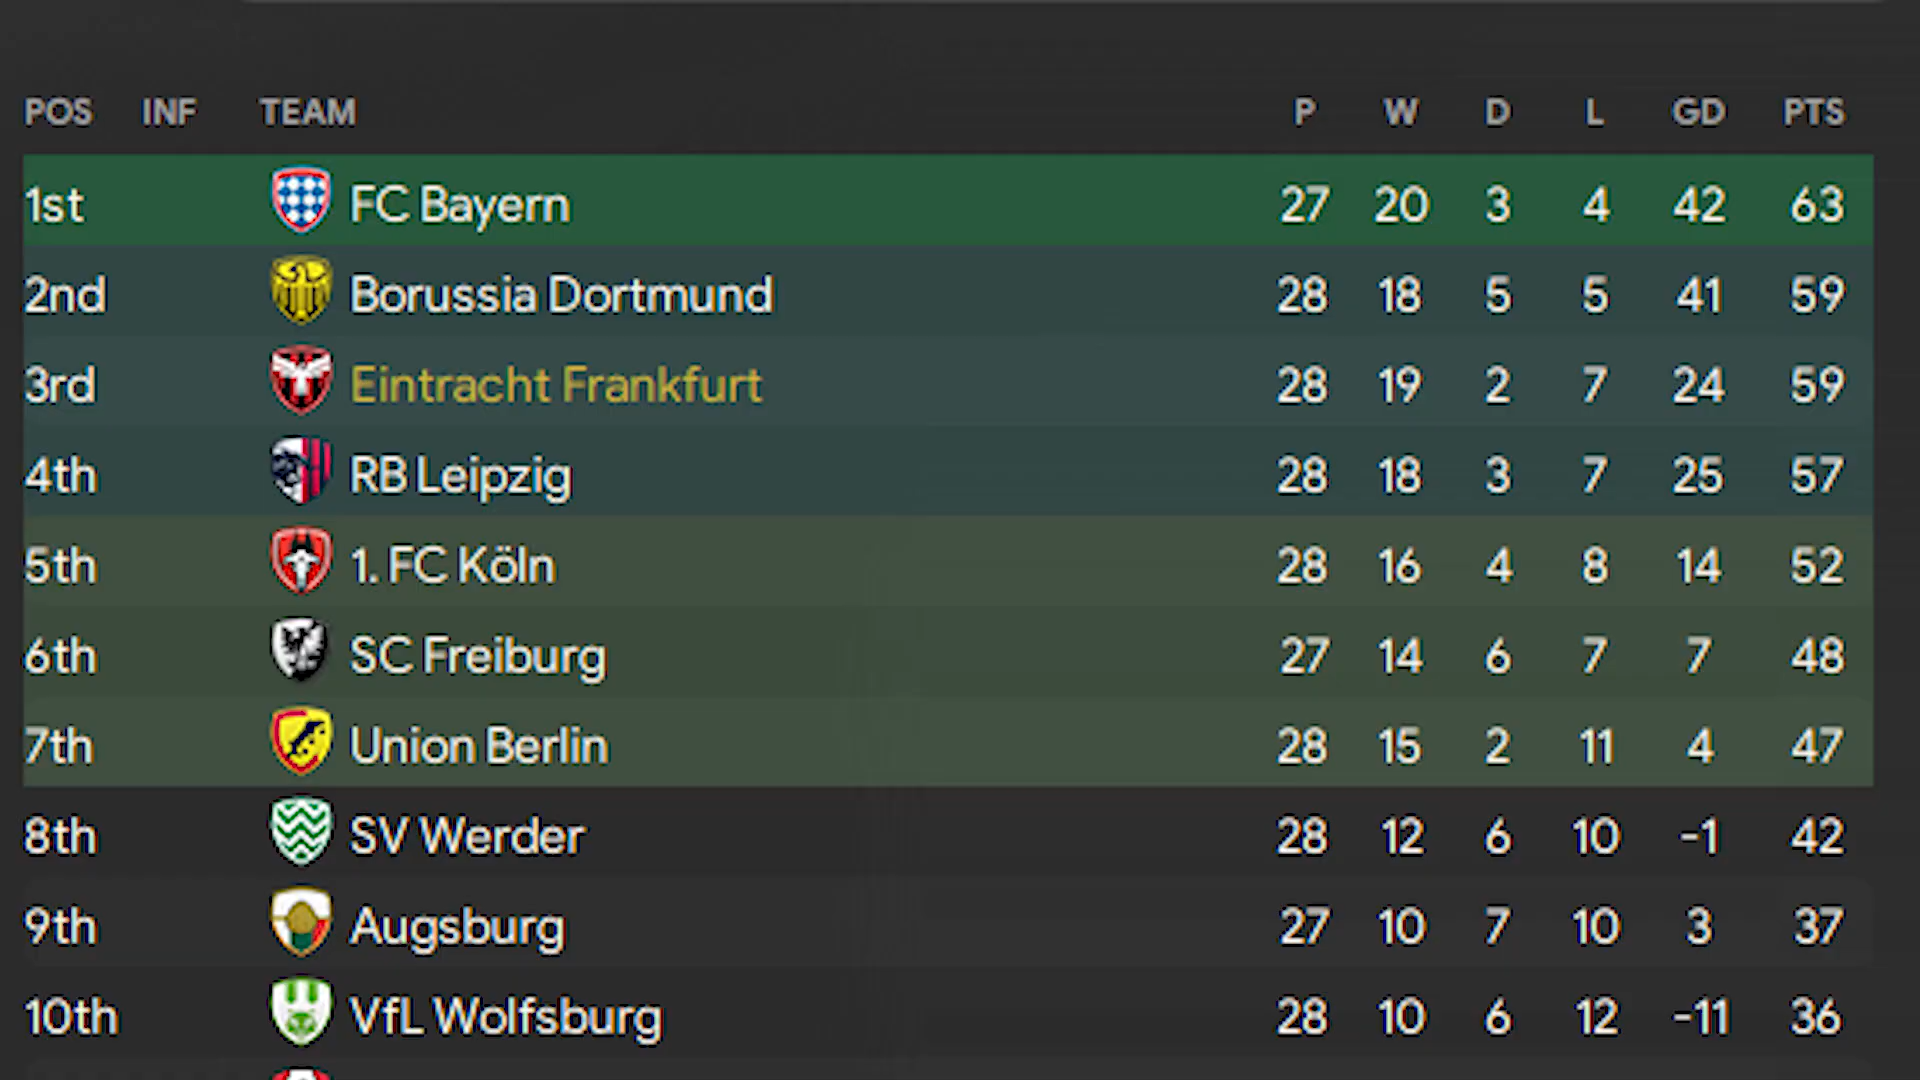 POS INF TEAM P W D L GD PTS
1st FC Bayern 27 20 3 4 42 63
2nd Borussia Dortmund 28 18 5 5 41 59
3rd Eintracht Frankfurt 28 19 2 7 24 59
4th RB Leipzig 28 18 3 7 25 57
5th 1. FC Köln 28 16 4 8 14 52
6th SC Freiburg 27 14 6 7 7 48
7th Union Berlin 28 15 2 11 4 47
8th SV Werder 28 12 6 10 -1 42
9th Augsburg 27 10 7 10 3 37
10th VfL Wolfsburg 28 10 6 12 -11 36